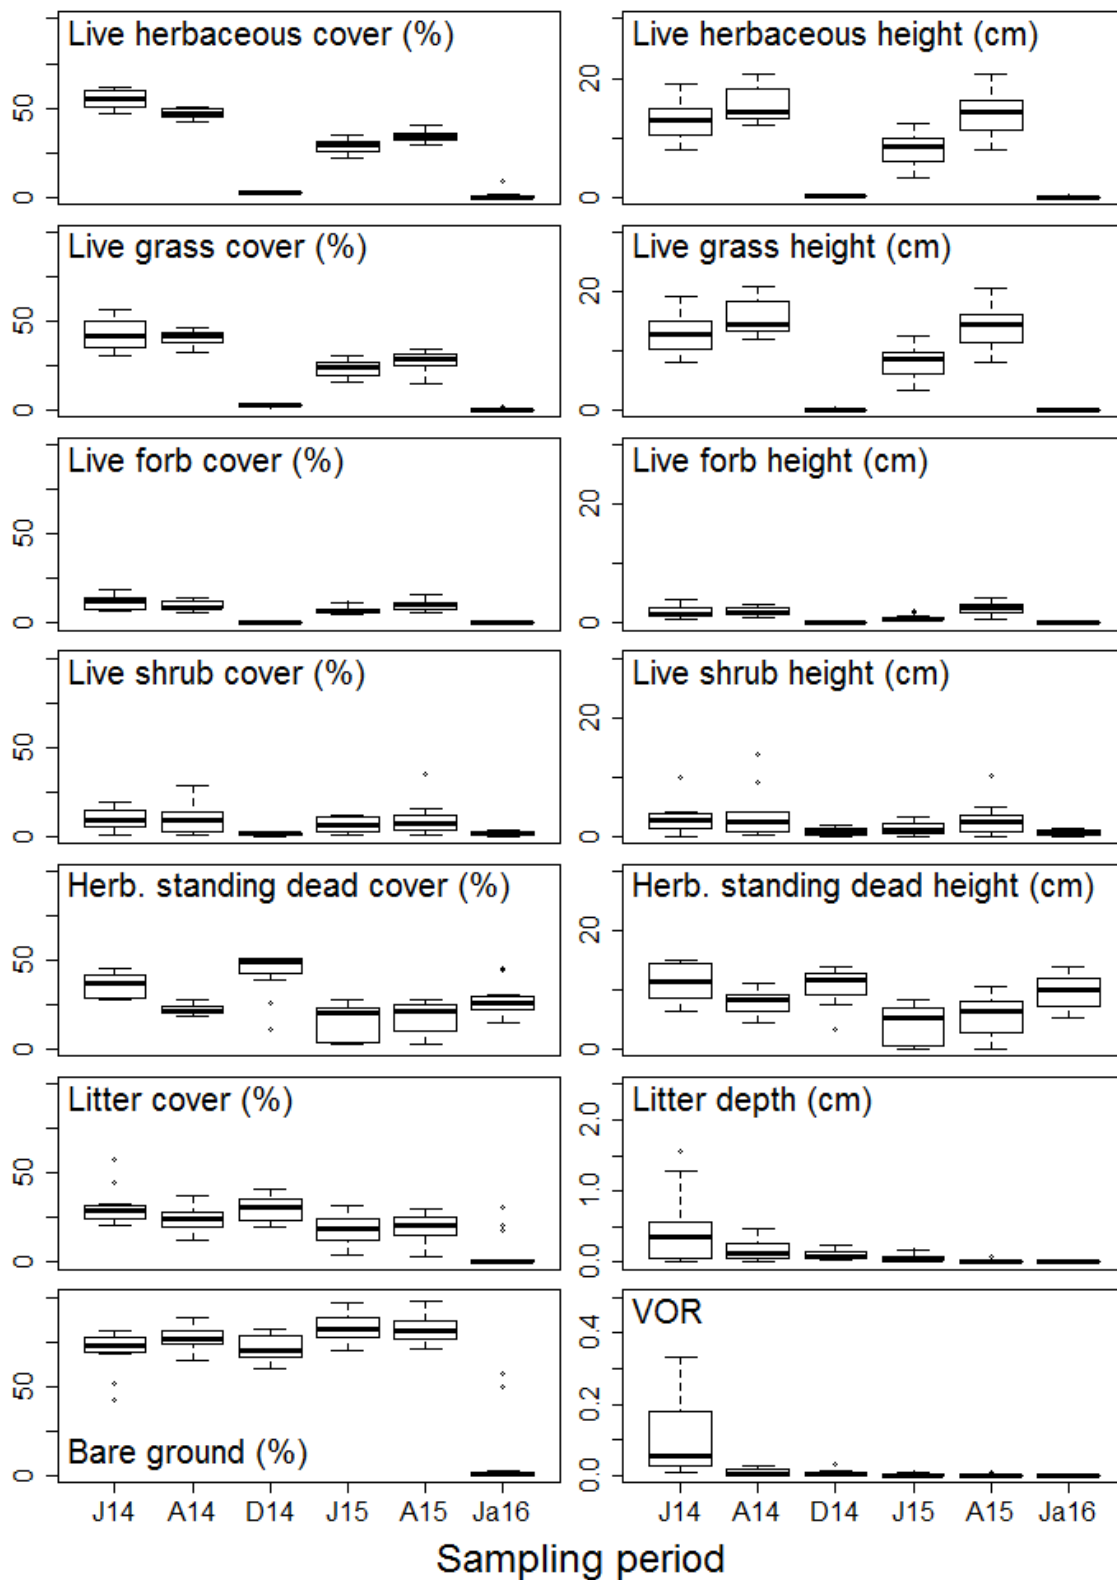 Live herbaceous cover (%)
50
0
Live herbaceous height (cm)
20
0
Live grass cover (%)
50
0
Live grass height (cm)
20
0
Live forb cover (%)
50
0
Live forb height (cm)
20
0
Live shrub cover (%)
50
0
Live shrub height (cm)
20
0
Herb. standing dead cover (%)
50
0
Herb. standing dead height (cm)
20
0
Litter cover (%)
50
0
Litter depth (cm)
2.0
1.0
0.0
Bare ground (%)
50
0
VOR
0.4
0.2
0.0
J14 A14 D14 J15 A15 Ja16
J14 A14 D14 J15 A15 Ja16
Sampling period